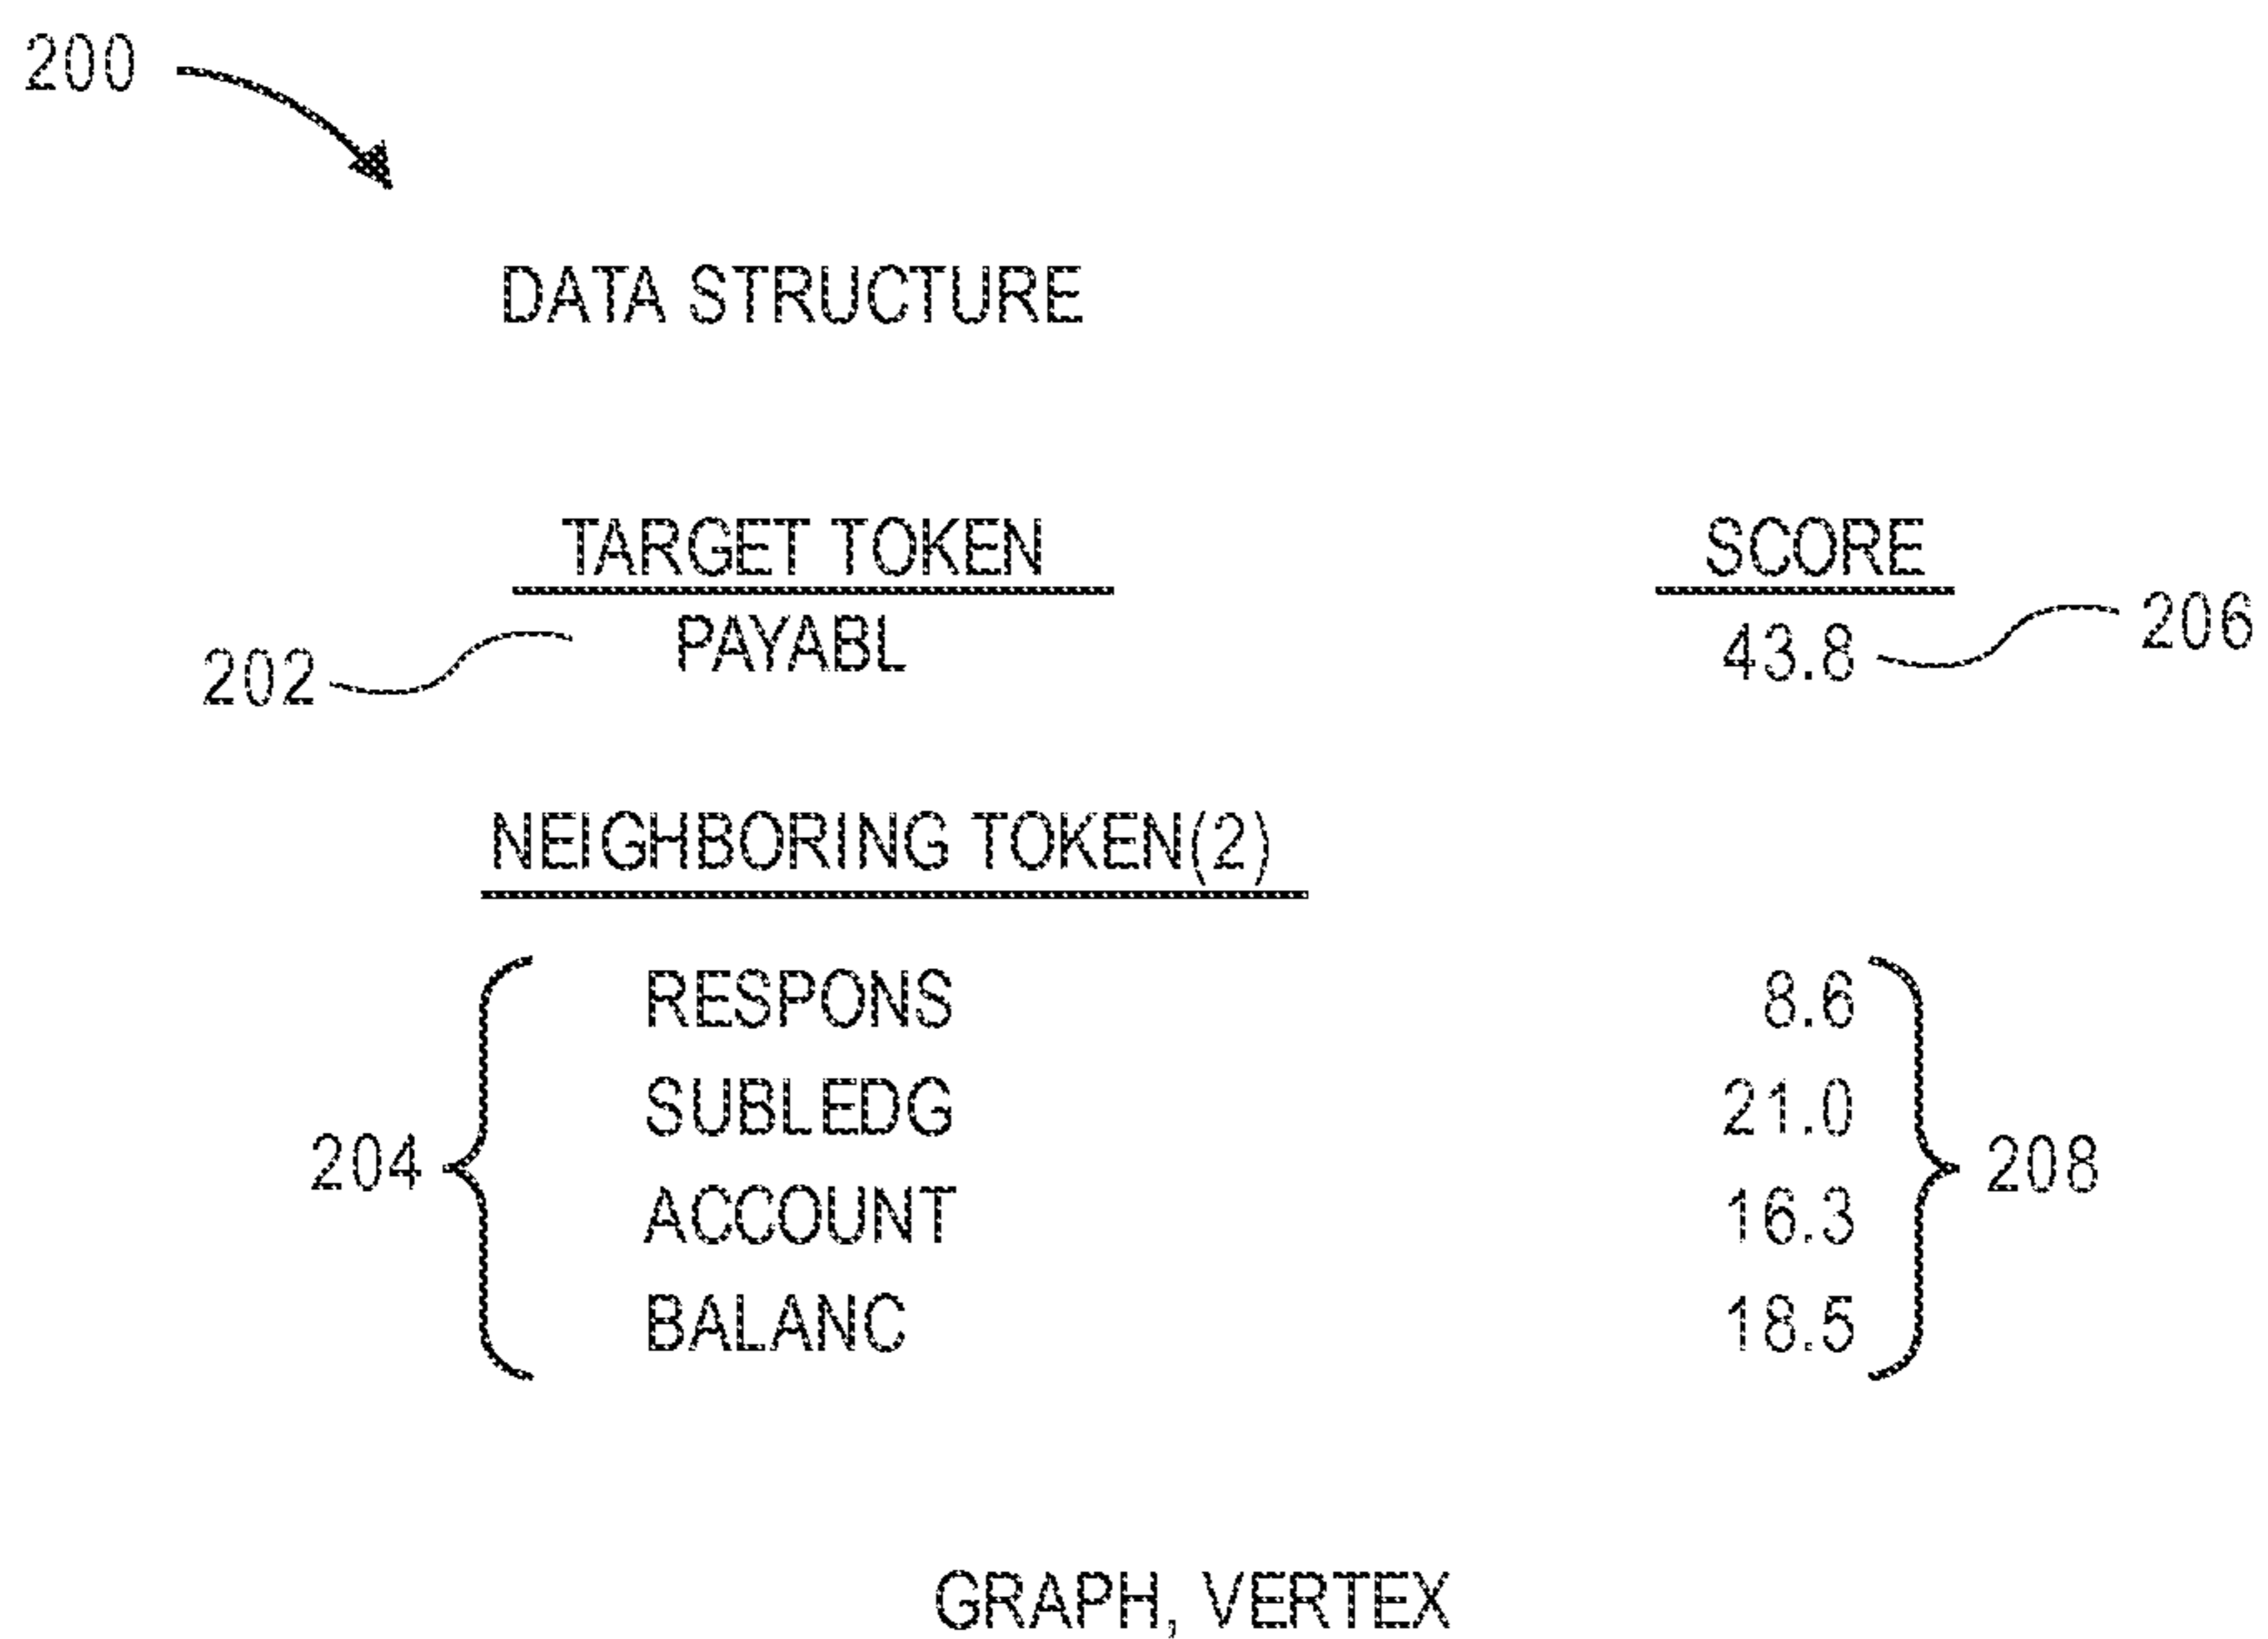 200
DATA STRUCTURE
TARGET TOKEN SCORE
202 PAYABL 43.8 206
NEIGHBORING TOKEN(2)
RESPONS 8.6
SUBLEDG 21.0
204 208
ACCOUNT 16.3
BALANC 18.5
GRAPH, VERTEX